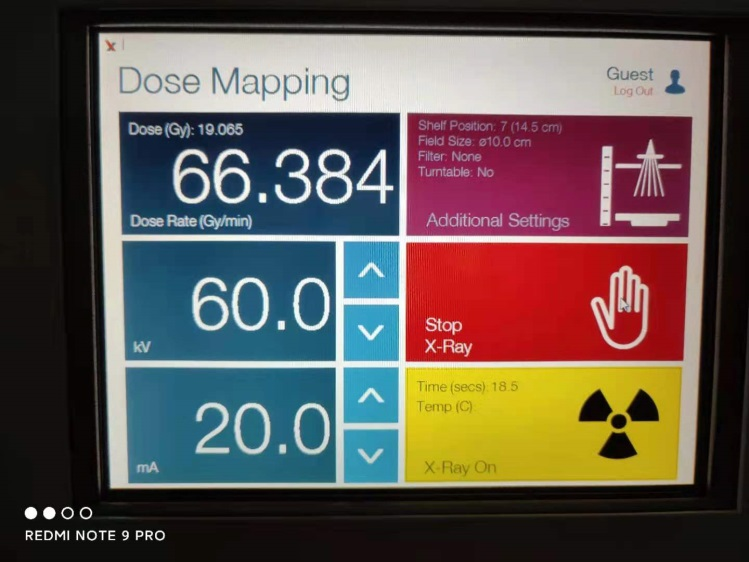 Dose Mapping
Guest
Log Out
Dose (Gy): 19.065
66.384
Dose Rate (Gy/min)
Shelf Position: 7 (14.5 cm)
Field Size: ø10.0 cm
Filter: None
Turntable: No
Additional Settings
60.0
kV
Stop
X-Ray
20.0
mA
Time (secs): 18.5
Temp (C):
X-Ray On
REDMI NOTE 9 PRO